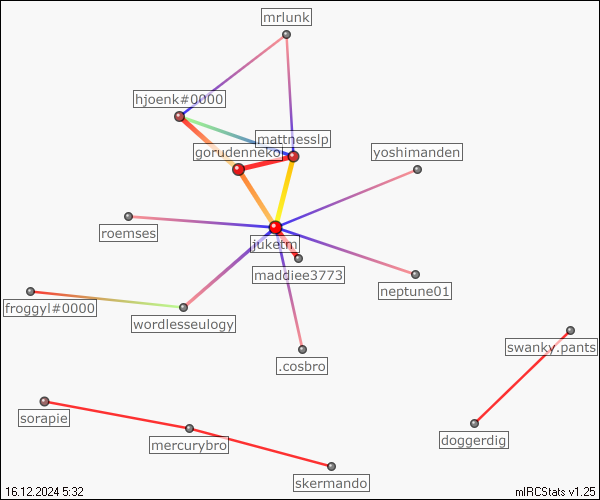 mrlunk
hjoenk#0000
mattnesslp
gorudenneko
yoshimanden
roemses
juketm
maddiee3773
neptune01
froggyl#0000
wordlesseulogy
swanky.pants
.cosbro
sorapie
mercurybro
doggerdig
skermando
16.12.2024 5:32
mIRCStats v1.25